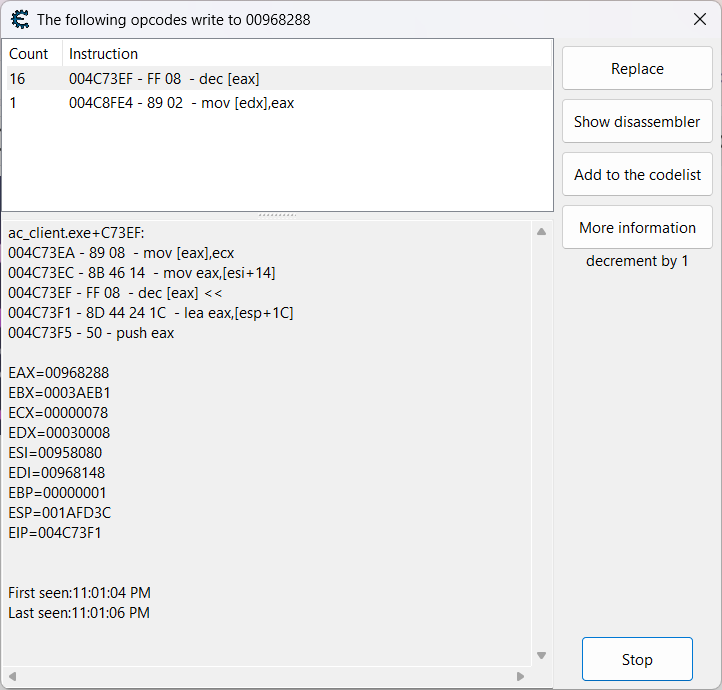 The following opcodes write to 00968288
Count Instruction
16 004C73EF - FF 08 - dec [eax]
1 004C8FE4 - 89 02 - mov [edx],eax
Replace
Show disassembler
Add to the codelist
More information
decrement by 1
ac_client.exe+C73EF:
004C73EA - 89 08 - mov [eax],ecx
004C73EC - 8B 46 14 - mov eax,[esi+14]
004C73EF - FF 08 - dec [eax] <<
004C73F1 - 8D 44 24 1C - lea eax,[esp+1C]
004C73F5 - 50 - push eax
EAX=00968288
EBX=0003AEB1
ECX=00000078
EDX=00030008
ESI=00958080
EDI=00968148
EBP=00000001
ESP=001AFD3C
EIP=004C73F1
First seen:11:01:04 PM
Last seen:11:01:06 PM
Stop